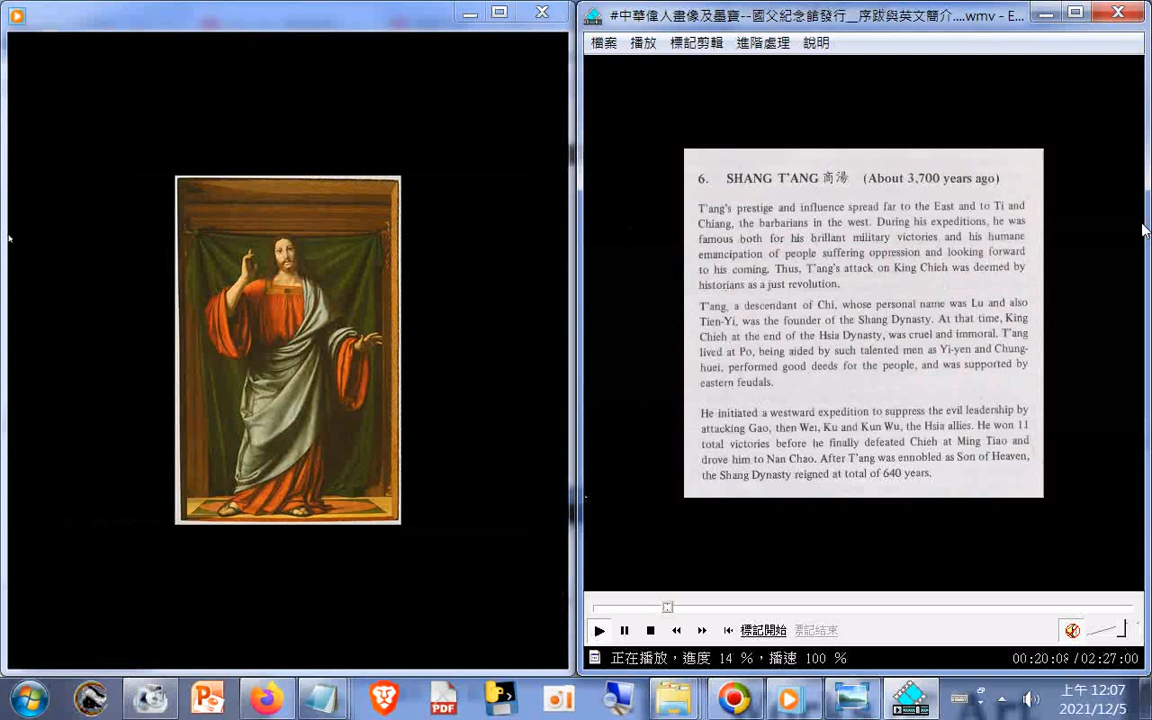 #中華偉人畫像及墨寶--國父紀念館發行__序跋與英文簡介....wmv - E...
檔案 播放 標記剪輯 進階處理 說明
6. SHANG T'ANG 商湯 (About 3,700 years ago)
T'ang's prestige and influence spread far to the East and to Ti and
Chiang, the barbarians in the west. During his expeditions, he was
famous both for his brillant military victories and his humane
emancipation of people suffering oppression and looking forward
to his coming. Thus, T'ang's attack on King Chieh was deemed by
historians as a just revolution.
T'ang, a descendant of Chi, whose personal name was Lu and also
Tien-Yi, was the founder of the Shang Dynasty. At that time, King
Chieh at the end of the Hsia Dynasty, was cruel and immoral. T'ang
lived at Po, being aided by such talented men as Yi-yen and Chung-
huei, performed good deeds for the people, and was supported by
eastern feudals.
He initiated a westward expedition to suppress the evil leadership by
attacking Gao, then Wei, Ku and Kun Wu, the Hsia allies. He won 11
total victories before he finally defeated Chieh at Ming Tiao and
drove him to Nan Chao. After T'ang was ennobled as Son of Heaven,
the Shang Dynasty reigned at total of 640 years.
標記開始 標記結束
正在播放，進度 14 %，播速 100 %
00:20:08 / 02:27:00
PDF
上午 12:07
2021/12/5